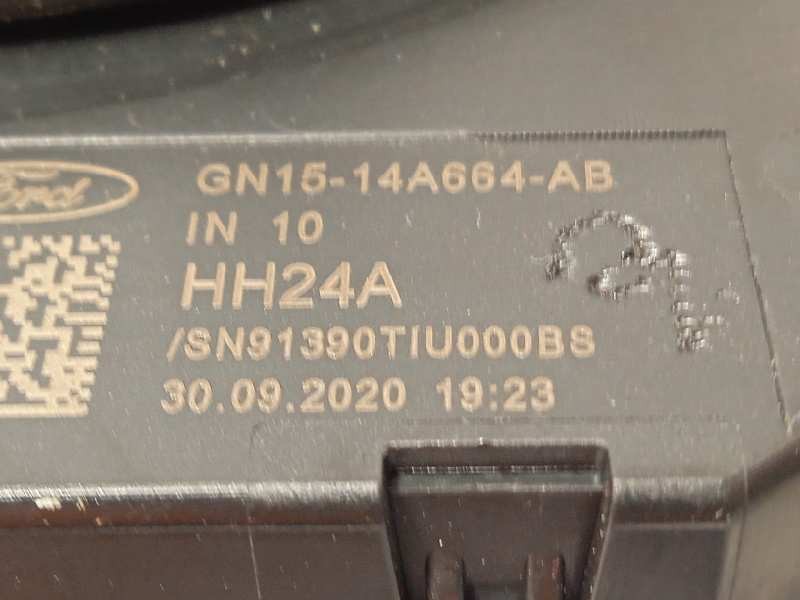 Ford
GN15-14A664-AB
IN 10
HH24A
/SN91390TIU000BS
30.09.2020 19:23